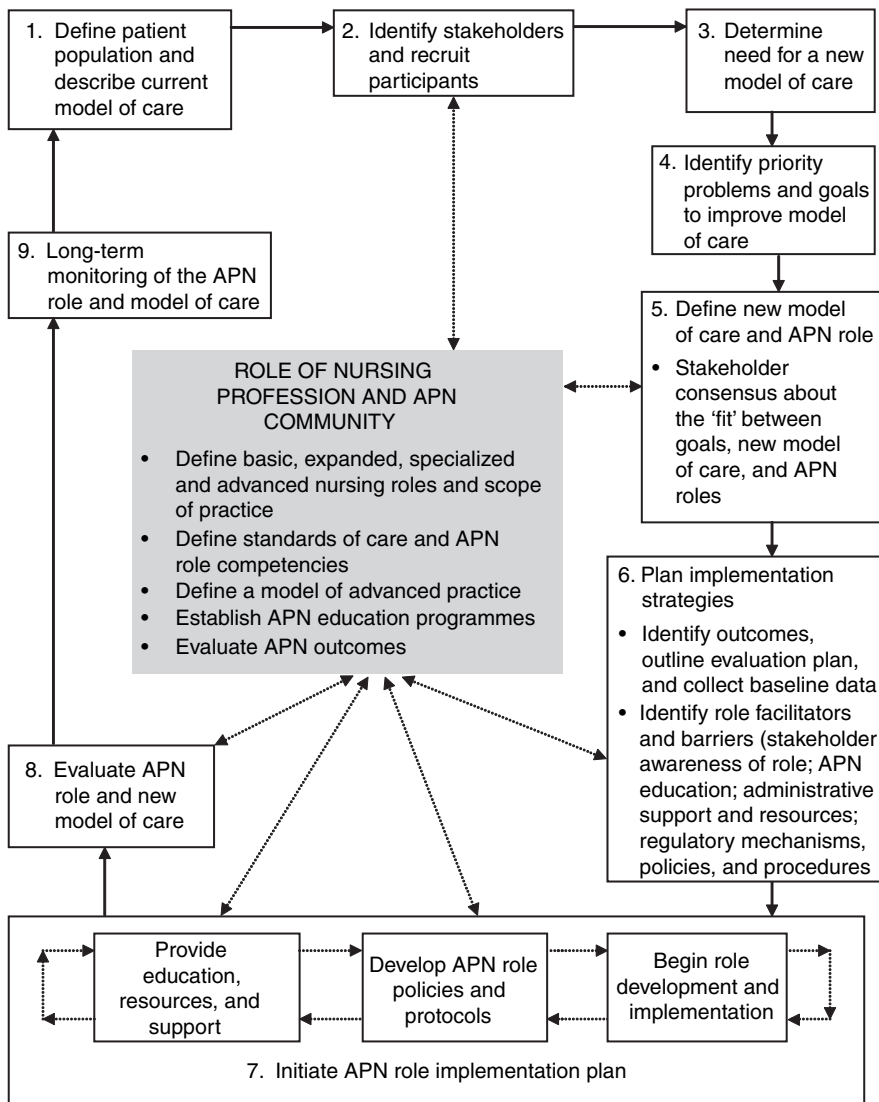 1. Define patient
population and
describe current
model of care
2. Identify stakeholders
and recruit
participants
3. Determine
need for a new
model of care
4. Identify priority
problems and goals
to improve model
of care
9. Long-term
monitoring of the APN
role and model of care
5. Define new model
of care and APN role
• Stakeholder
consensus about
the ‘fit’ between
goals, new model
of care, and APN
roles
ROLE OF NURSING
PROFESSION AND APN
COMMUNITY
• Define basic, expanded, specialized
and advanced nursing roles and scope
of practice
• Define standards of care and APN
role competencies
• Define a model of advanced practice
• Establish APN education programmes
• Evaluate APN outcomes
6. Plan implementation
strategies
• Identify outcomes,
outline evaluation plan,
and collect baseline data
• Identify role facilitators
and barriers (stakeholder
awareness of role; APN
education; administrative
support and resources;
regulatory mechanisms,
policies, and procedures
8. Evaluate APN
role and new
model of care
Provide
education,
resources, and
support
Develop APN role
policies and
protocols
Begin role
development and
implementation
7. Initiate APN role implementation plan